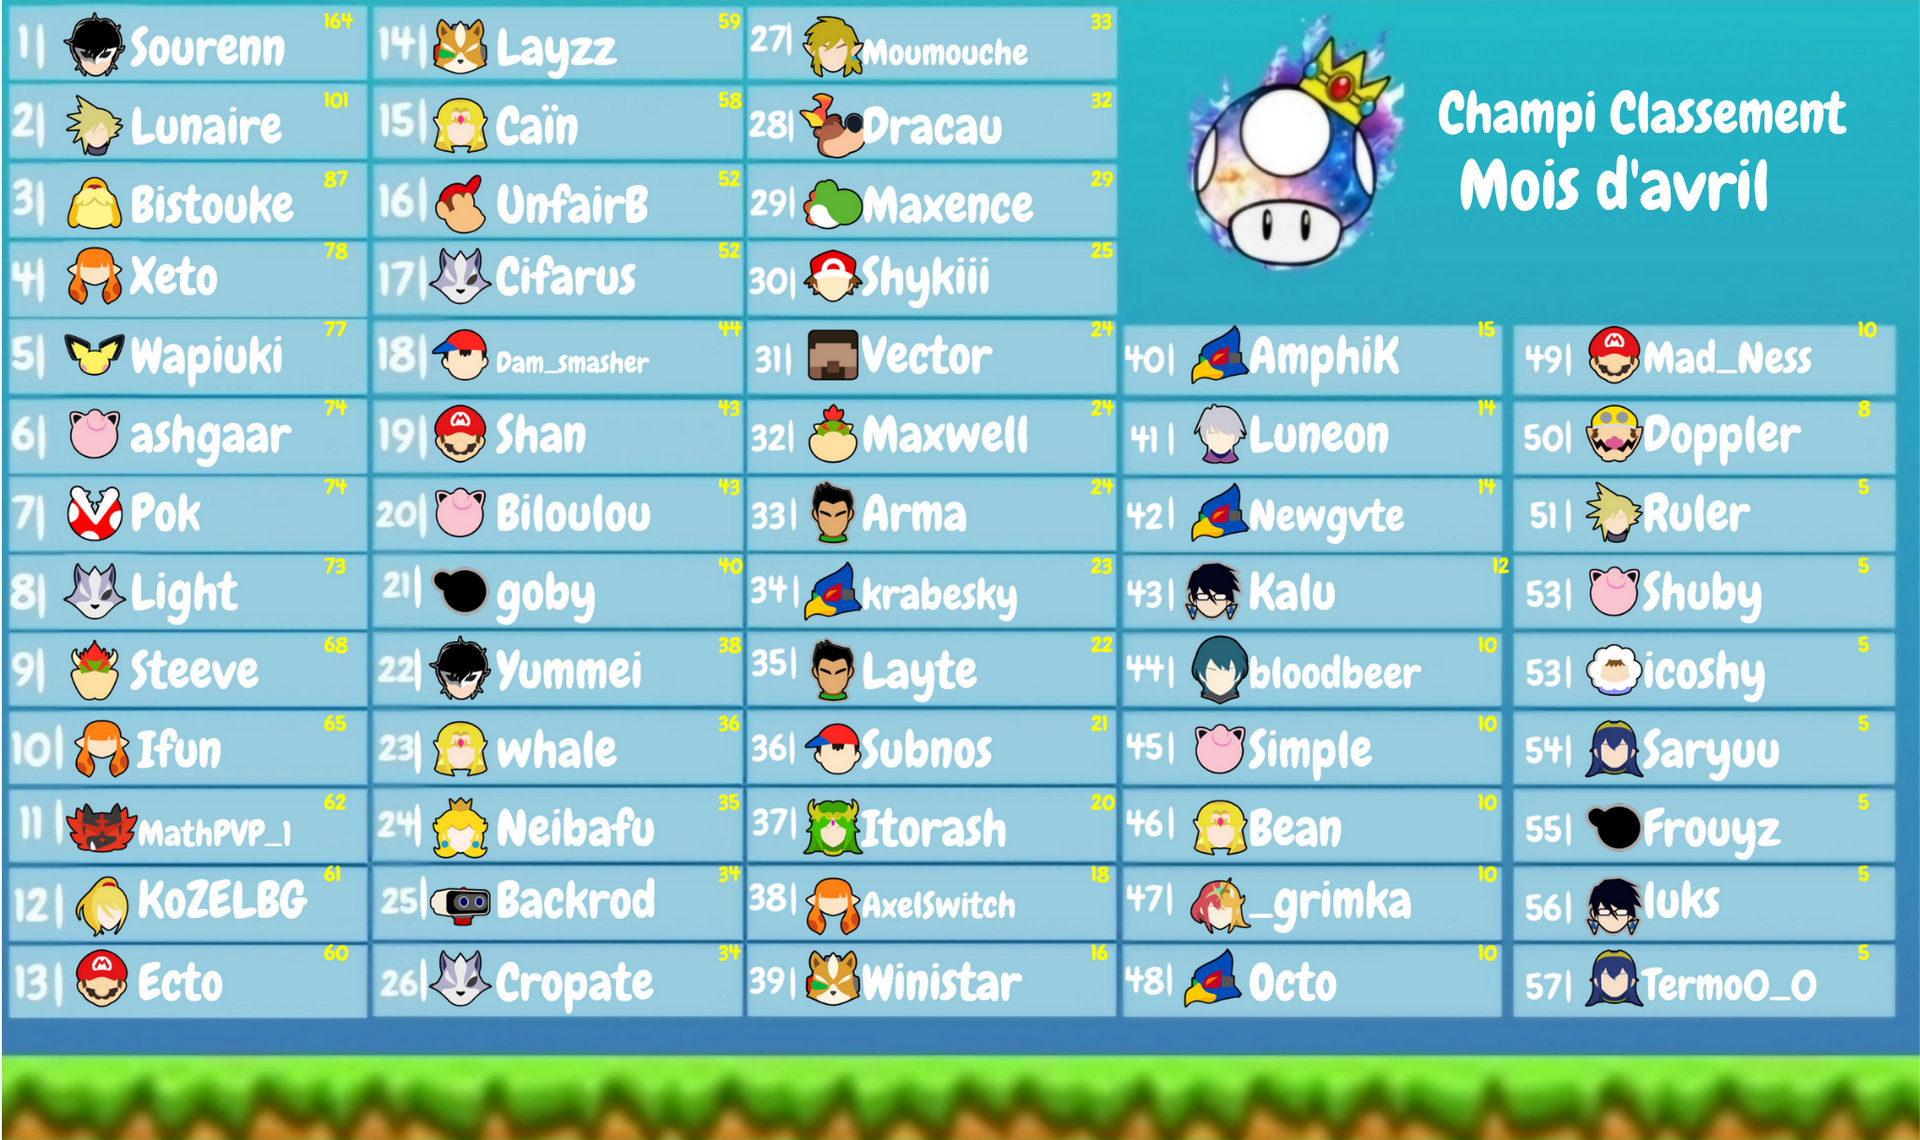 1| Sourenn 164
2| Lunaire 101
3| Bistouke 87
4| Xeto 78
5| Wapiuki 77
6| ashgaar 74
7| Pok 74
8| Light 73
9| Steeve 68
10| Ifun 65
11| MathPVP_1 62
12| KoZELBG 61
13| Ecto 60
14| Layzz 59
15| Caïn 58
16| UnfairB 52
17| Cifarus 52
18| Dam_smasher 44
19| Shan 43
20| Biloulou 43
21| goby 40
22| Yummei 38
23| whale 36
24| Neibafu 35
25| Backrod 34
26| Cropate 34
27| Moumouche 33
28| Dracau 32
29| Maxence 29
30| Shykiii 25
31| Vector 24
32| Maxwell 24
33| Arma 24
34| krabesky 23
35| Layte 22
36| Subnos 21
37| Itorash 20
38| AxelSwitch 18
39| Winistar 16
Champi Classement
Mois d'avril
40| AmphiK 15
41| Luneon 14
42| Newgvte 14
43| Kalu 12
44| bloodbeer 10
45| Simple 10
46| Bean 10
47| _grimka 10
48| Octo 10
49| Mad_Ness 10
50| Doppler 8
51| Ruler 5
53| Shuby 5
53| icoshy 5
54| Saryuu 5
55| Frouyz 5
56| luks 5
57| TermoO_O 5